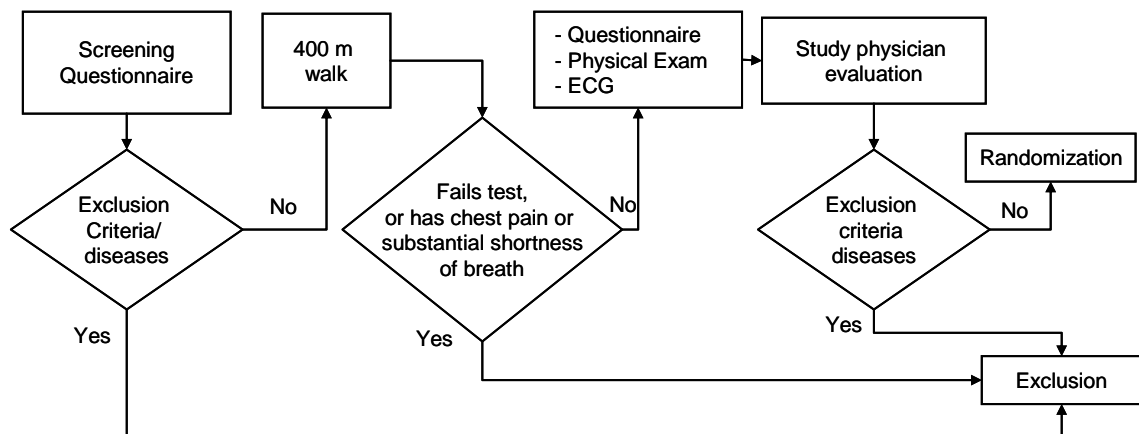 Screening
Questionnaire
400 m
walk
- Questionnaire
- Physical Exam
- ECG
Study physician
evaluation
Randomization
Exclusion
Criteria/
diseases
No
Fails test,
or has chest pain or
substantial shortness
of breath
No
Exclusion
criteria
diseases
No
Yes
Yes
Yes
Exclusion